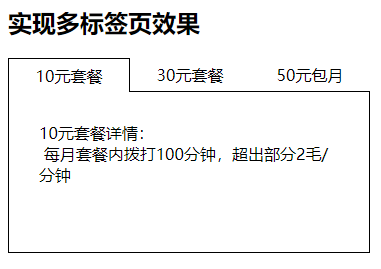 实现多标签页效果
10元套餐 30元套餐 50元包月
10元套餐详情：
每月套餐内拨打100分钟，超出部分2毛/
分钟